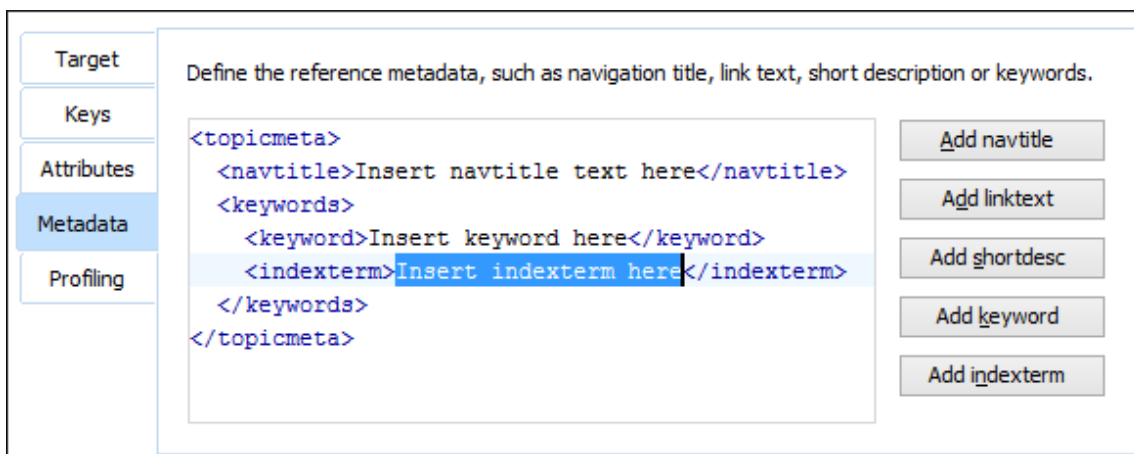 Target
Keys
Attributes
Metadata
Profiling
Define the reference metadata, such as navigation title, link text, short description or keywords.
<topicmeta>
  <navtitle>Insert navtitle text here</navtitle>
  <keywords>
    <keyword>Insert keyword here</keyword>
    <indexterm>Insert indexterm here</indexterm>
  </keywords>
</topicmeta>
Add navtitle
Add linktext
Add shortdesc
Add keyword
Add indexterm